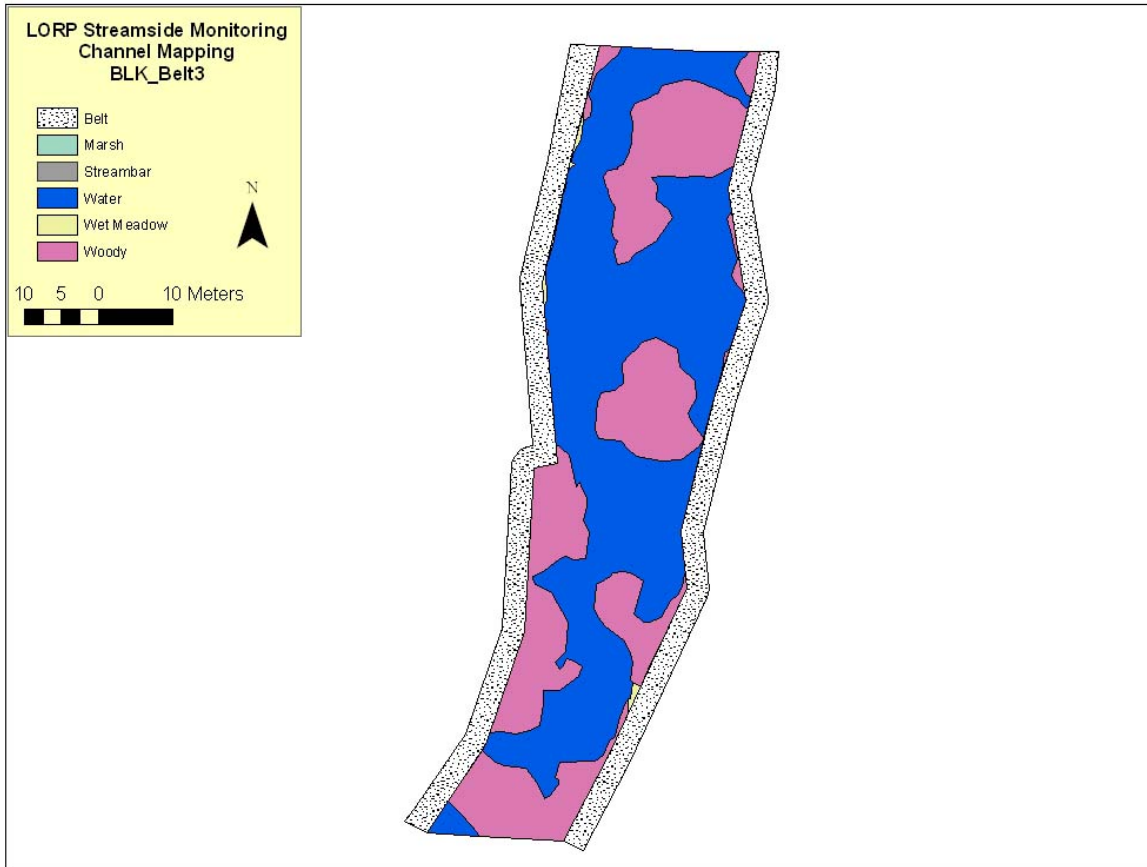 LORP Streamside Monitoring
Channel Mapping
BLK_Belt3
Belt
Marsh
Streambar
Water
Wet Meadow
Woody
N
10 5 0 10 Meters